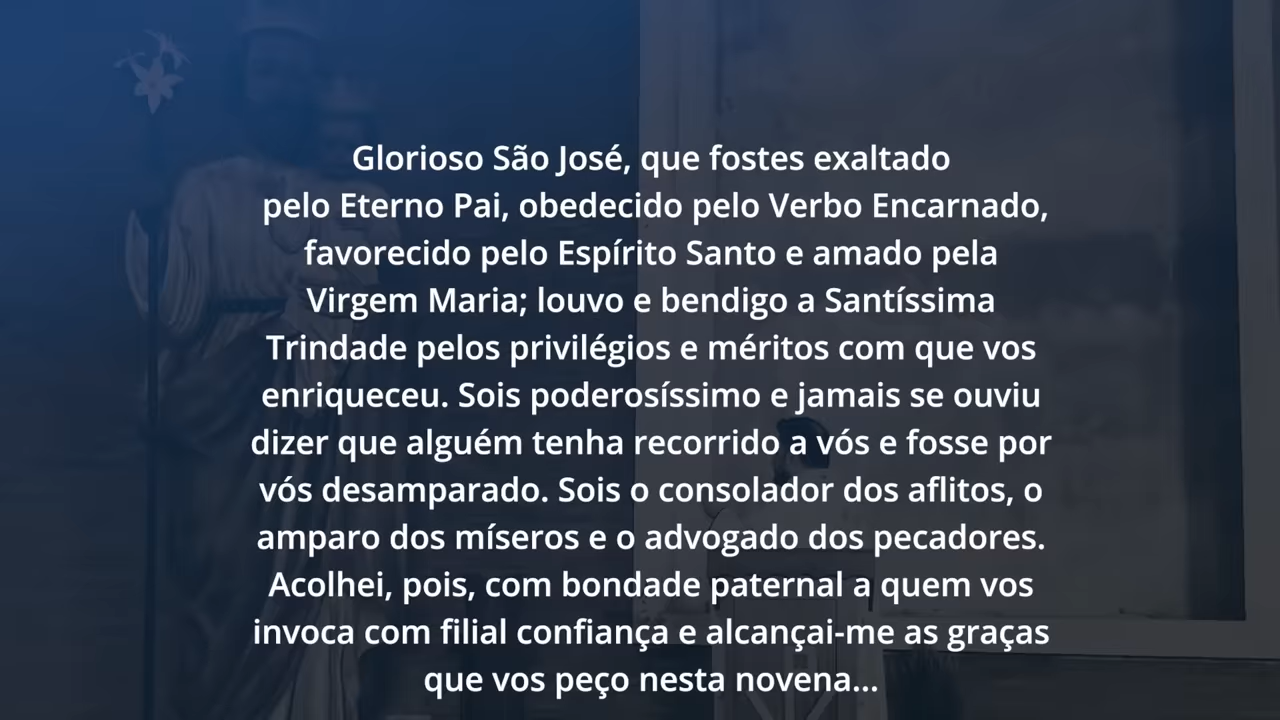 Glorioso São José, que fostes exaltado
pelo Eterno Pai, obedecido pelo Verbo Encarnado,
favorecido pelo Espírito Santo e amado pela
Virgem Maria; louvo e bendigo a Santíssima
Trindade pelos privilégios e méritos com que vos
enriqueceu. Sois poderosíssimo e jamais se ouviu
dizer que alguém tenha recorrido a vós e fosse por
vós desamparado. Sois o consolador dos aflitos, o
amparo dos míseros e o advogado dos pecadores.
Acolhei, pois, com bondade paternal a quem vos
invoca com filial confiança e alcançai-me as graças
que vos peço nesta novena...